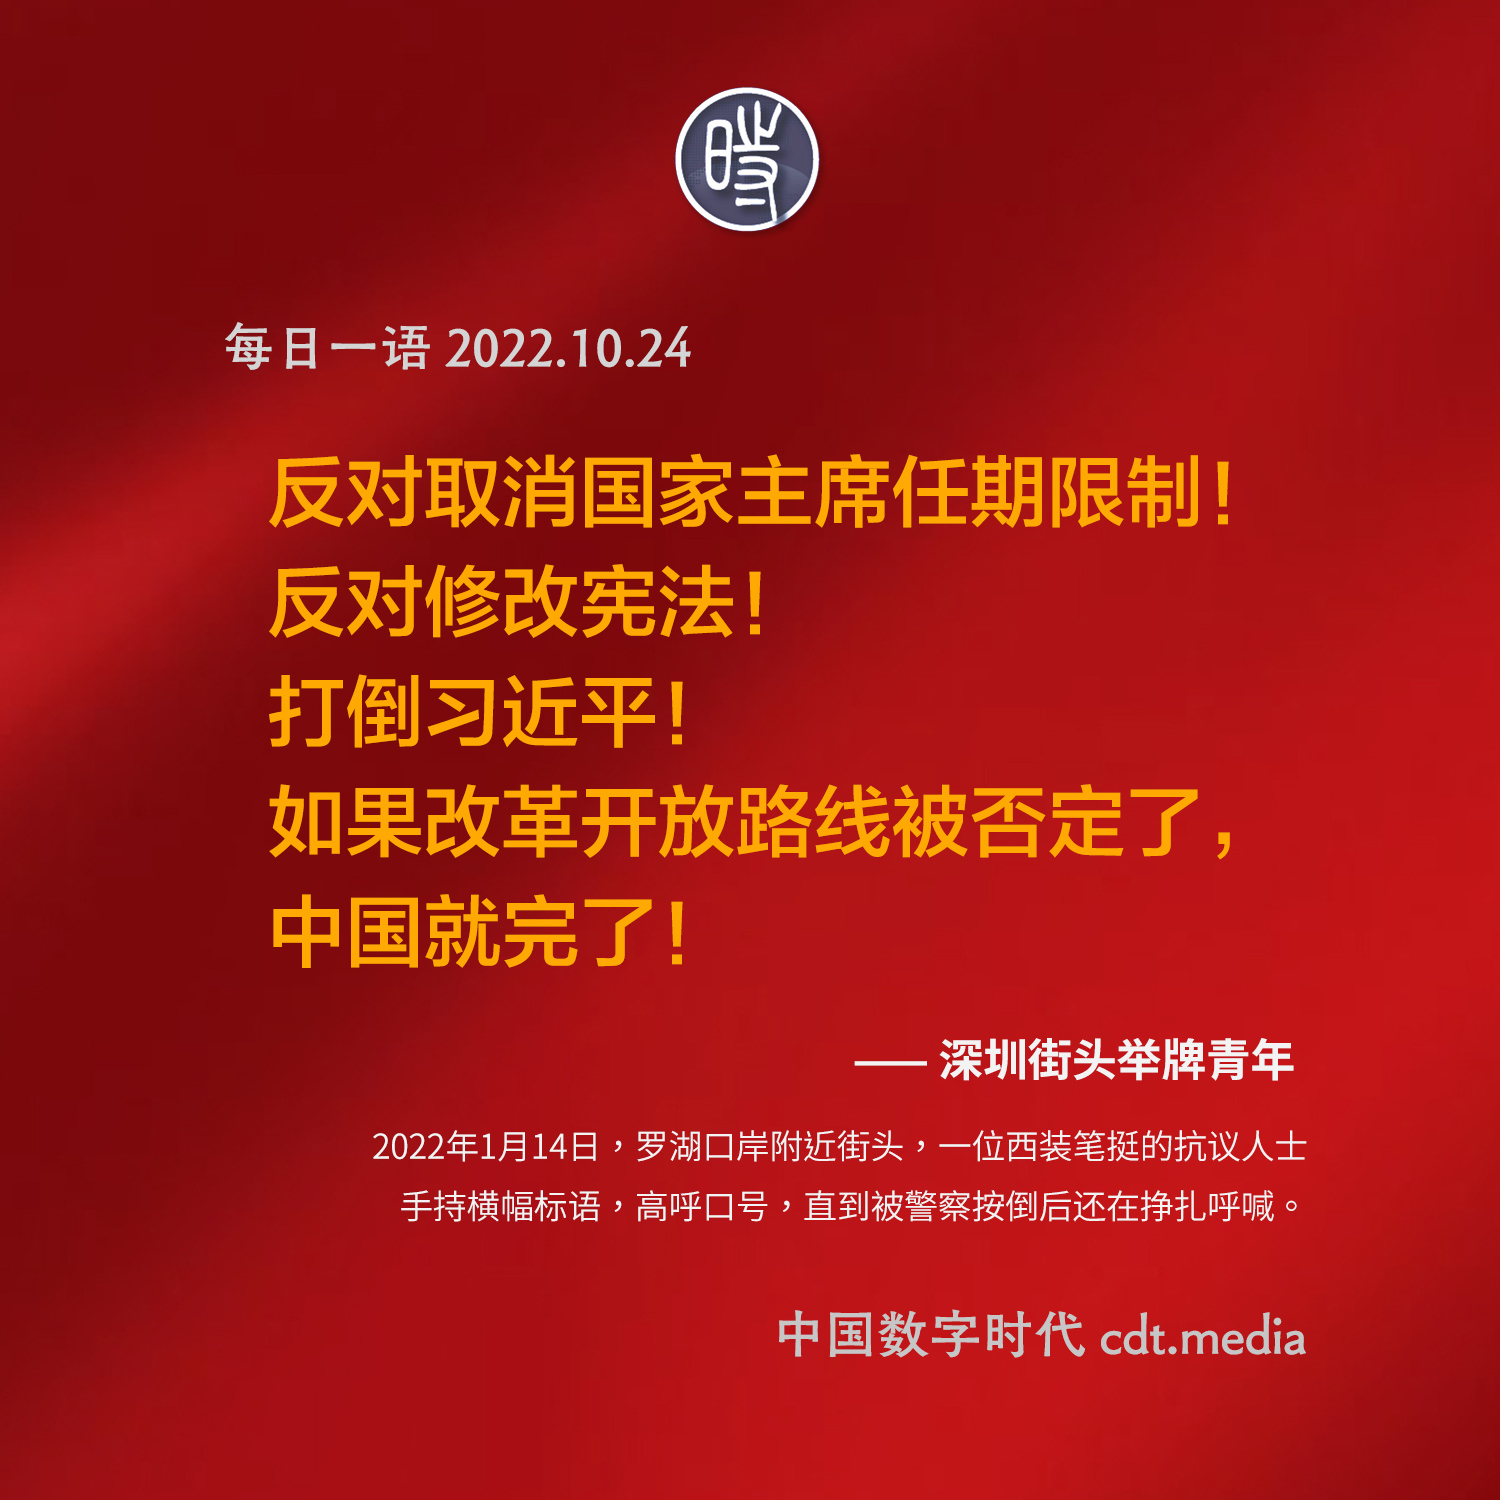 時
每日一语 2022.10.24
反对取消国家主席任期限制！
反对修改宪法！
打倒习近平！
如果改革开放路线被否定了，
中国就完了！
—— 深圳街头举牌青年
2022年1月14日，罗湖口岸附近街头，一位西装笔挺的抗议人士
手持横幅标语，高呼口号，直到被警察按倒后还在挣扎呼喊。
中国数字时代 cdt.media